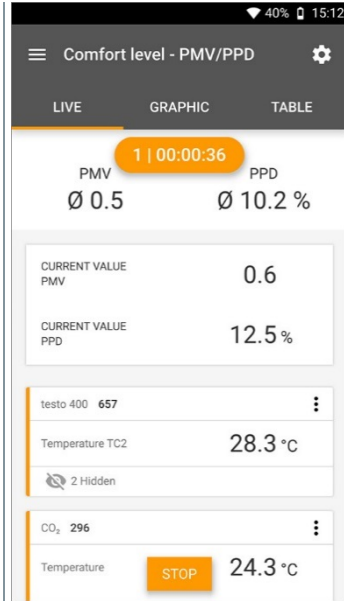 40% 15:12
Comfort level - PMV/PPD
LIVE GRAPHIC TABLE
1 | 00:00:36
PMV PPD
Ø 0.5 Ø 10.2 %
CURRENT VALUE
PMV
0.6
CURRENT VALUE
PPD
12.5 %
testo 400 657
Temperature TC2 28.3 °C
2 Hidden
CO₂ 296
Temperature STOP 24.3 °C